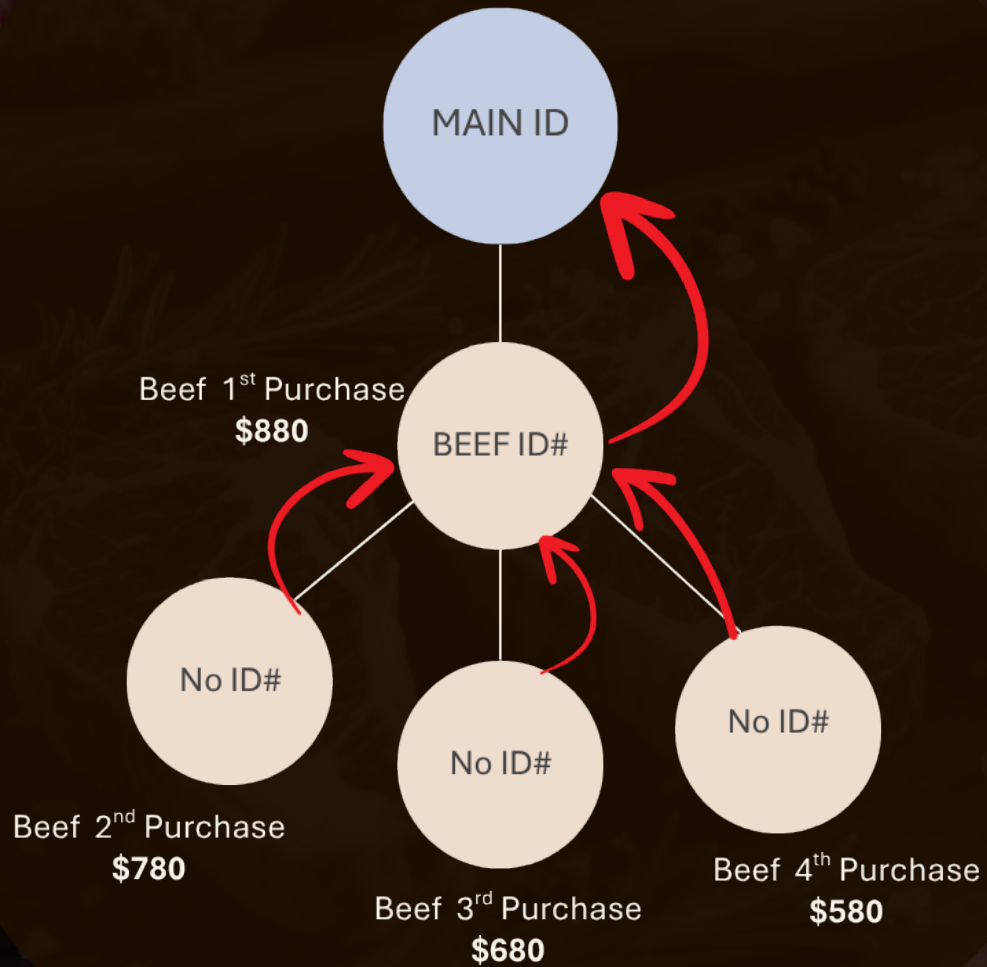 MAIN ID
Beef 1st Purchase
$880
BEEF ID#
No ID#
No ID#
No ID#
Beef 2nd Purchase
$780
Beef 3rd Purchase
$680
Beef 4th Purchase
$580